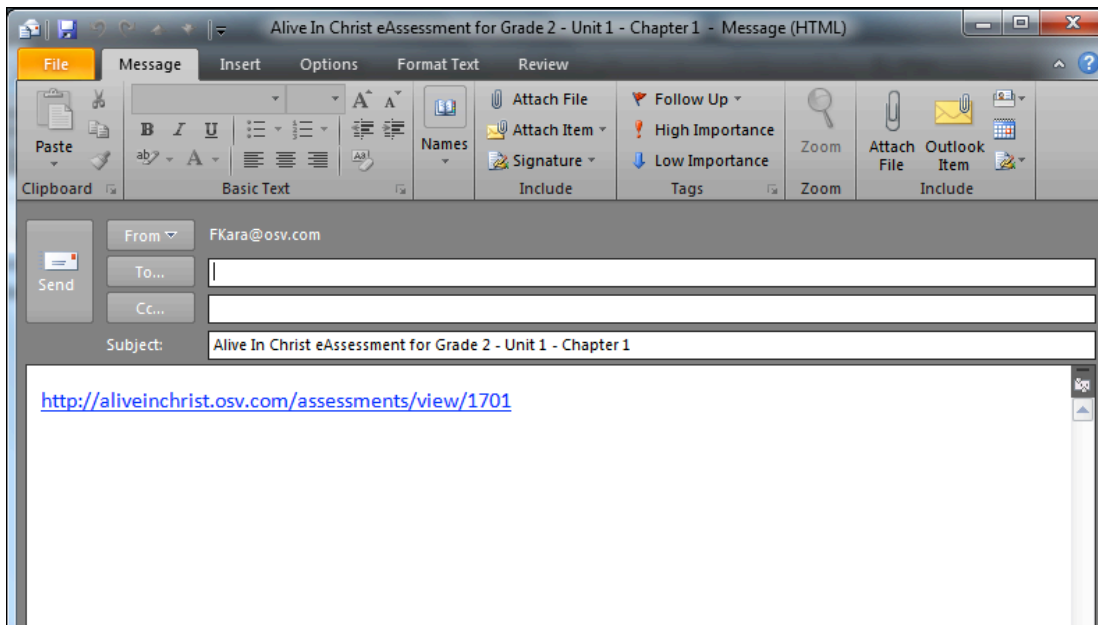 Alive In Christ eAssessment for Grade 2 - Unit 1 - Chapter 1 - Message (HTML)
File Message Insert Options Format Text Review
Paste
Clipboard
B I U
ab A
A A
Aa
Basic Text
Names
Attach File
Attach Item
Signature
Include
Follow Up
High Importance
Low Importance
Tags
Zoom
Zoom
Attach File
Outlook Item
Include
Send
From FKara@osv.com
To...
Cc...
Subject: Alive In Christ eAssessment for Grade 2 - Unit 1 - Chapter 1
http://aliveinchrist.osv.com/assessments/view/1701